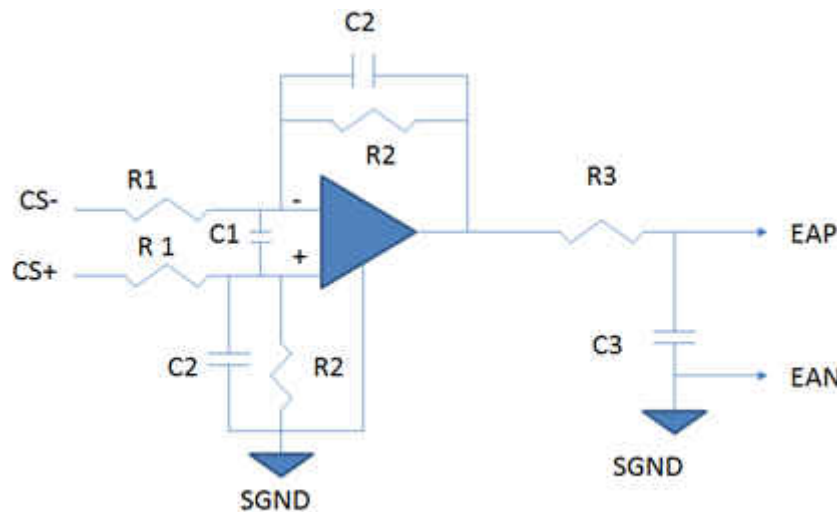 C2
R2
R1
CS-
-
R3
C1
R 1
EAP
CS+
+
C2
R2
C3
EAN
SGND
SGND